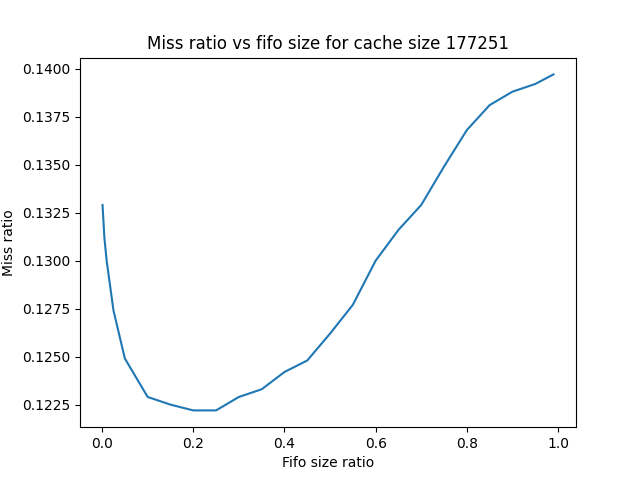 Miss ratio vs fifo size for cache size 177251
0.1400
0.1375
0.1350
0.1325
0.1300
0.1275
0.1250
0.1225
Miss ratio
0.0 0.2 0.4 0.6 0.8 1.0
Fifo size ratio